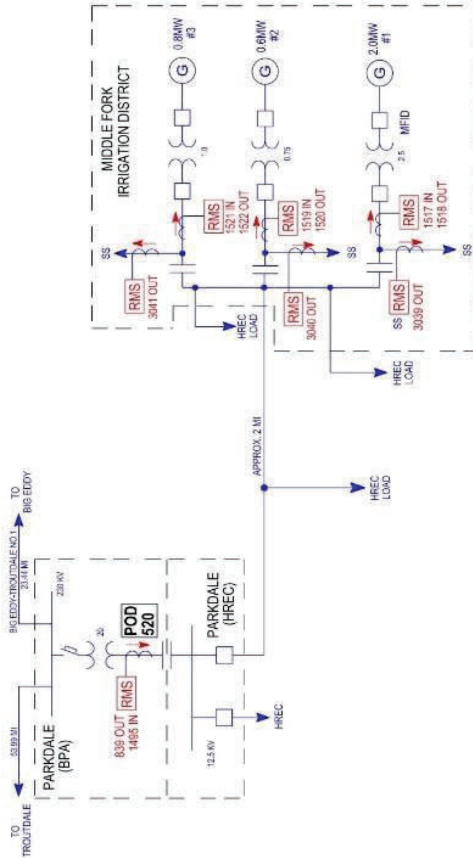 TO
TROUTDALE
53.99 MI
BIG EDDY-TROUTDALE NO.1
23.44 MI
TO
BIG EDDY
PARKDALE
(BPA)
230 KV
20
POD
520
839 OUT
1495 IN
RMS
12.5 KV
PARKDALE
(HREC)
HREC
APPROX. 2 MI
HREC
LOAD
MIDDLE FORK
IRRIGATION DISTRICT
HREC
LOAD
HREC
LOAD
SS
RMS
3041 OUT
RMS
1521 IN
1522 OUT
1.0
G
0.8MW
#3
RMS
3040 OUT
SS
RMS
1519 IN
1520 OUT
0.75
G
0.6MW
#2
SS
RMS
3039 OUT
SS
RMS
1517 IN
1518 OUT
2.5
MFID
G
2.0MW
#1